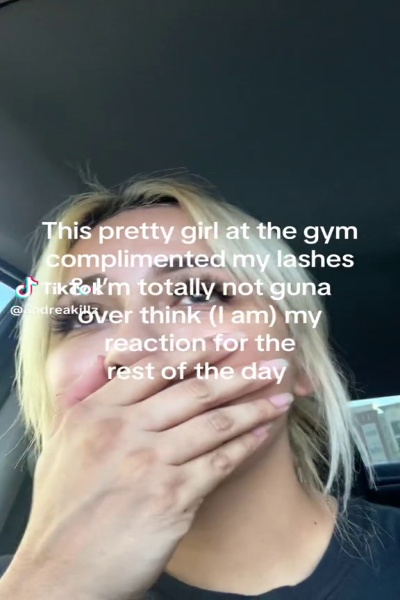 This pretty girl at the gym
complimented my lashes
TikTok
& I'm totally not guna
@andreakillz
over think (I am) my
reaction for the
rest of the day